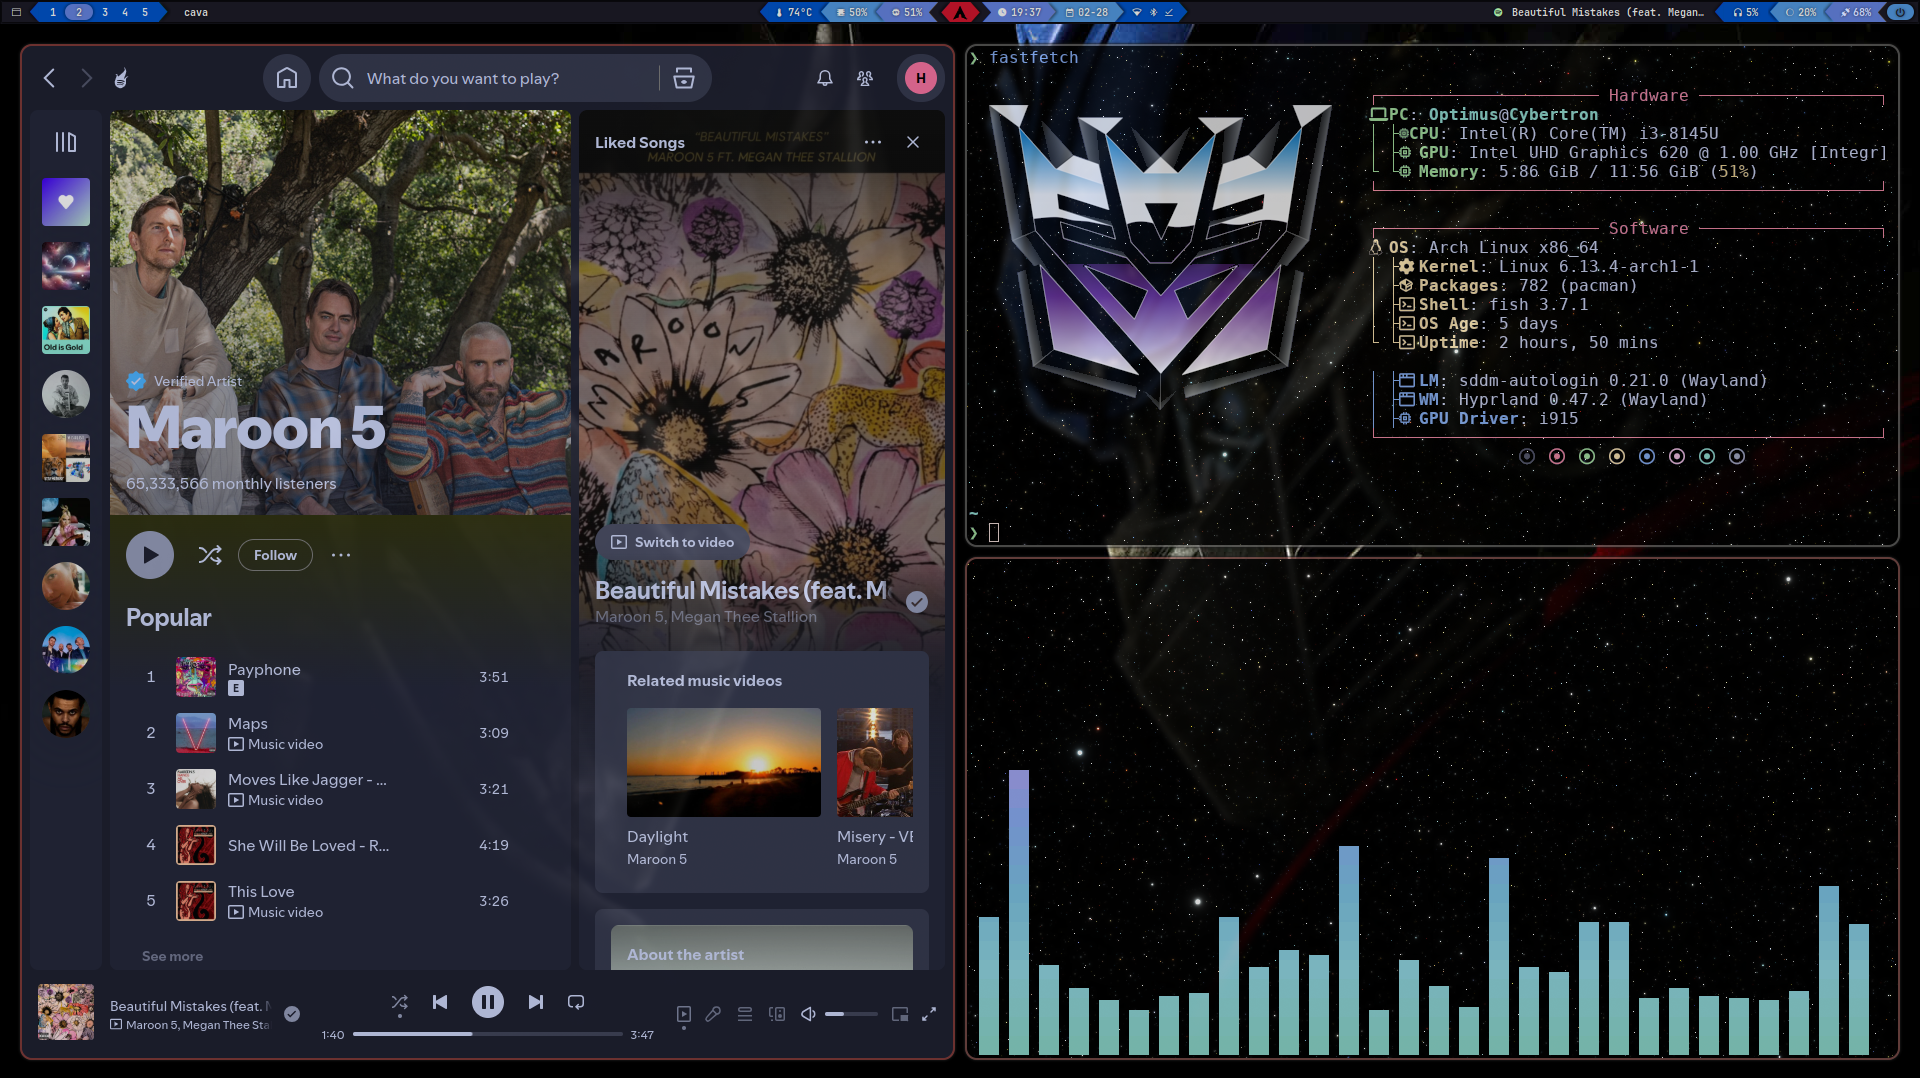 1 2 3 4 5 cava
74°C 50% 51% 19:37 02-28
Beautiful Mistakes (feat. Megan…
5% 20% 68%
What do you want to play?
H
Old is Gold
Verified Artist
Maroon 5
65,333,566 monthly listeners
Follow
Popular
1 Payphone 3:51
E
2 Maps 3:09
Music video
3 Moves Like Jagger - ... 3:21
Music video
4 She Will Be Loved - R... 4:19
5 This Love 3:26
Music video
See more
Liked Songs
"BEAUTIFUL MISTAKES"
MAROON 5 FT. MEGAN THEE STALLION
MAROON
Switch to video
Beautiful Mistakes (feat. M
Maroon 5, Megan Thee Stallion
Related music videos
Daylight
Maroon 5
Misery - VE
Maroon 5
About the artist
Beautiful Mistakes (feat. M
Maroon 5, Megan Thee Sta
1:40 3:47
❯ fastfetch
Hardware
PC: Optimus@Cybertron
CPU: Intel(R) Core(TM) i3-8145U
GPU: Intel UHD Graphics 620 @ 1.00 GHz [Integr]
Memory: 5.86 GiB / 11.56 GiB (51%)
Software
OS: Arch Linux x86_64
Kernel: Linux 6.13.4-arch1-1
Packages: 782 (pacman)
Shell: fish 3.7.1
OS Age: 5 days
Uptime: 2 hours, 50 mins
LM: sddm-autologin 0.21.0 (Wayland)
WM: Hyprland 0.47.2 (Wayland)
GPU Driver: i915
~
❯